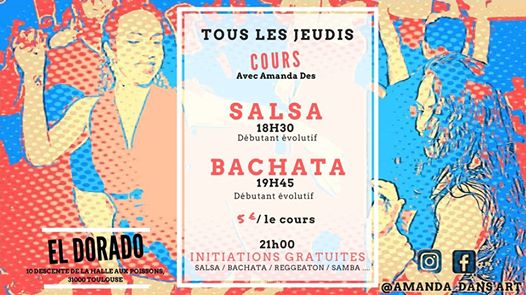 TOUS LES JEUDIS
COURS
Avec Amanda Des
SALSA
18H30
Débutant évolutif
BACHATA
19H45
Débutant évolutif
5 €/ le cours
21h00
INITIATIONS GRATUITES
SALSA / BACHATA / REGGEATON / SAMBA ....
EL DORADO
10 DESCENTE DE LA HALLE AUX POISSONS,
31000 TOULOUSE
@AMANDA_DANS'ART